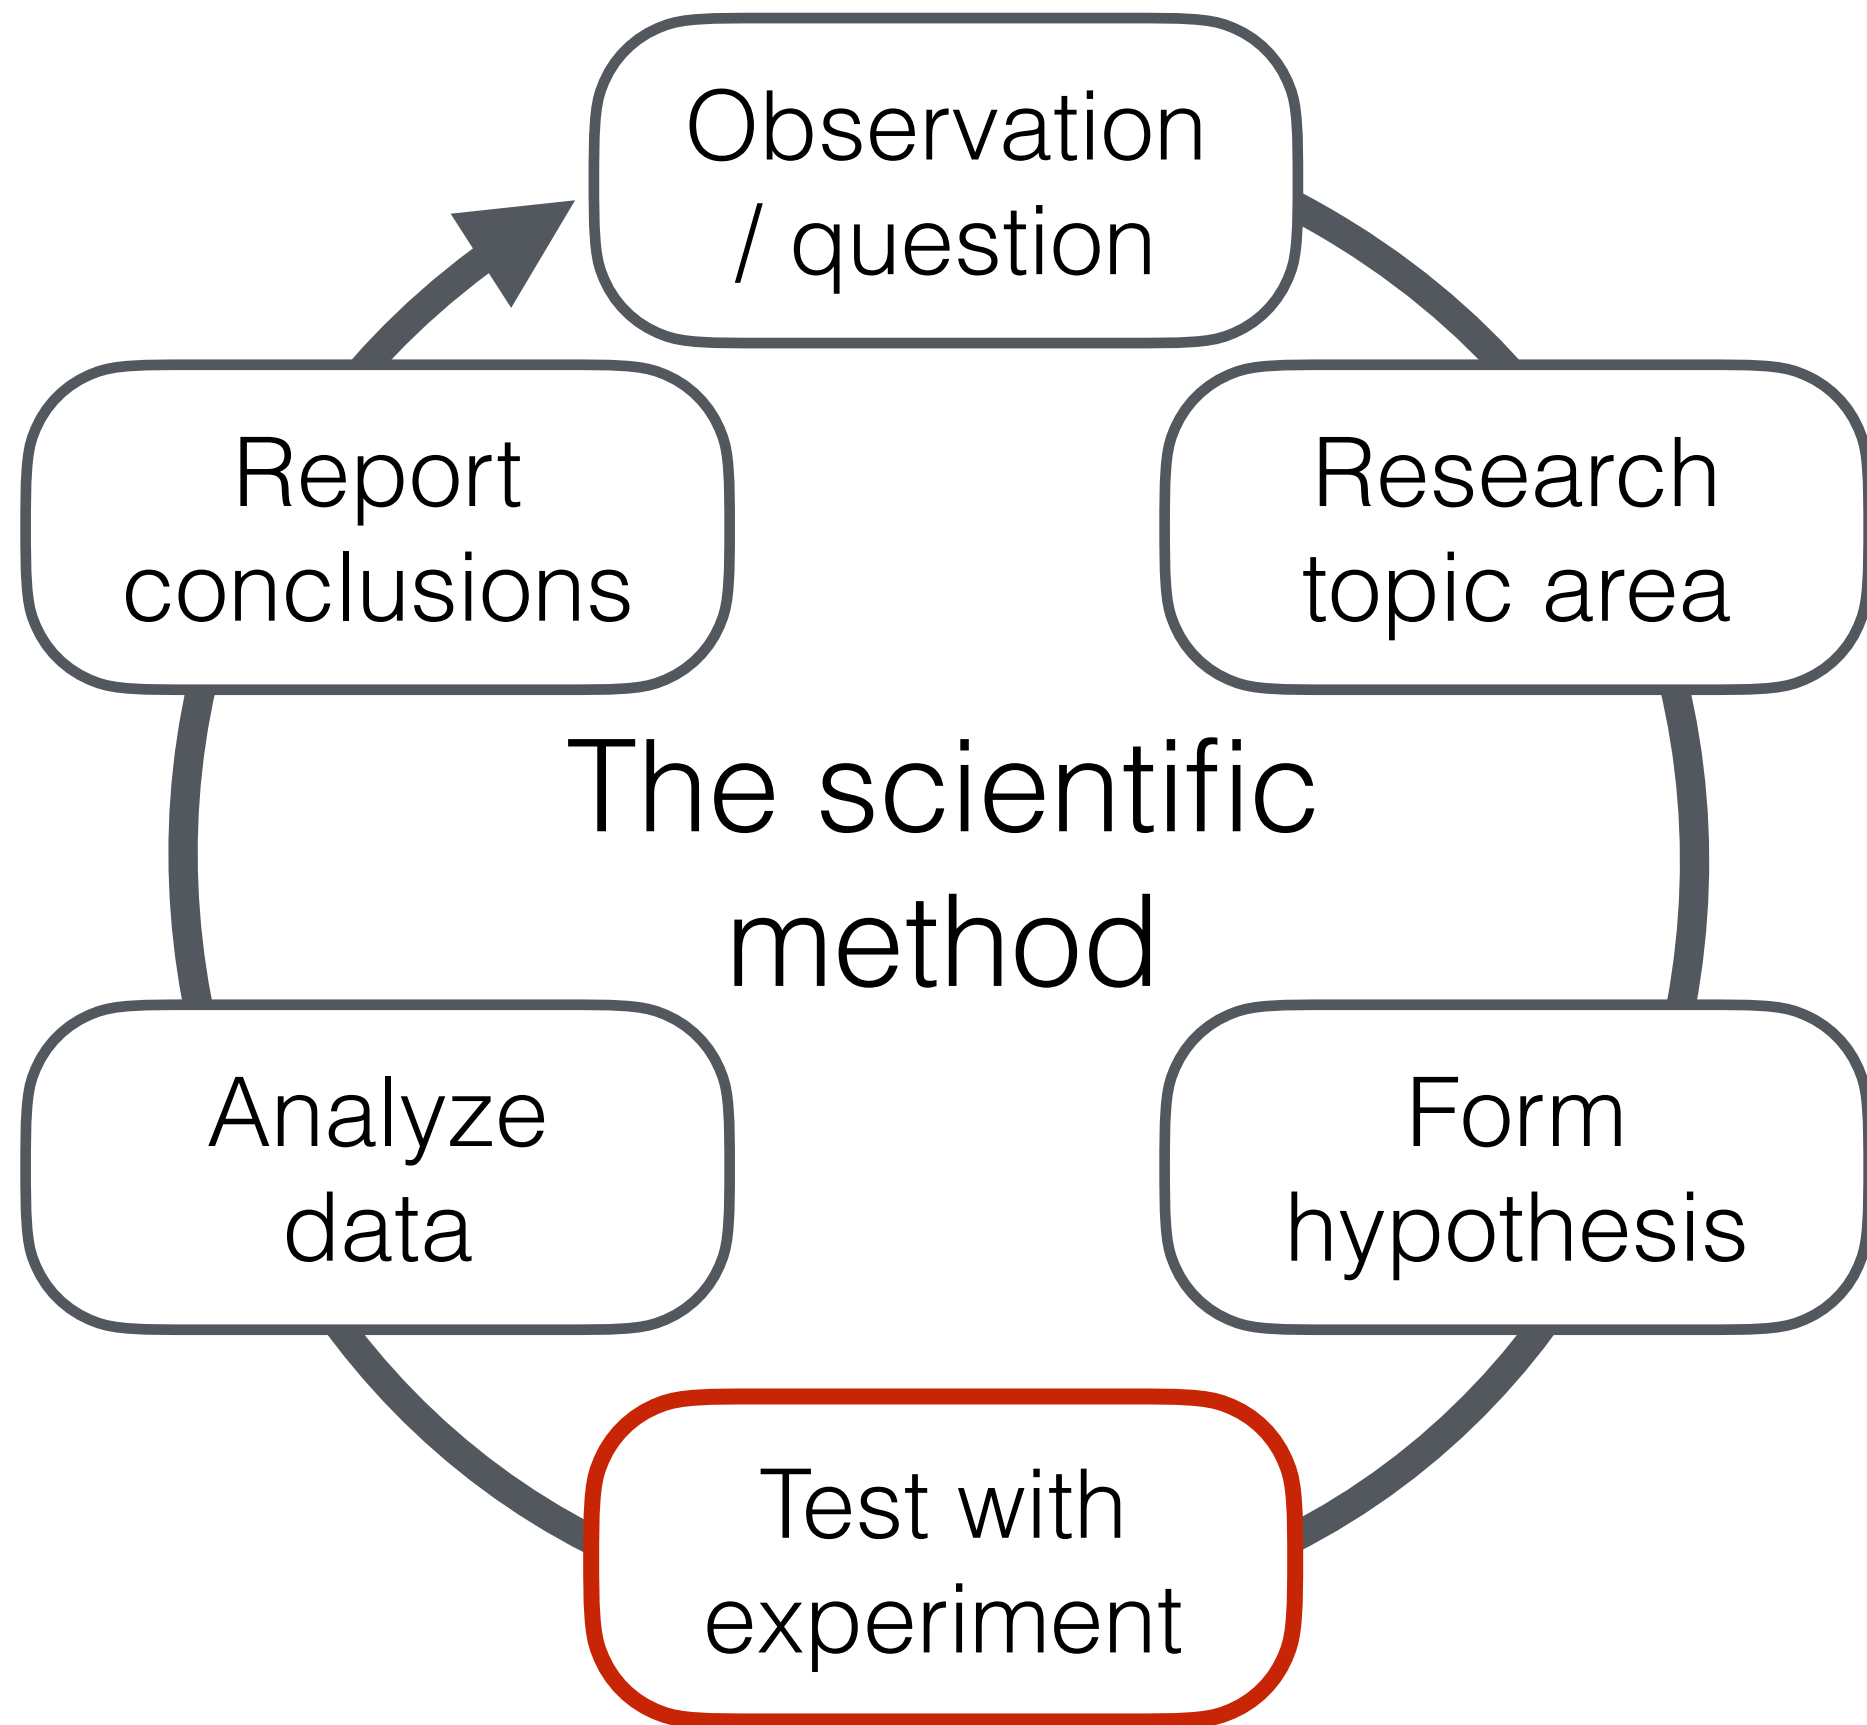 Observation
/ question
Research
topic area
Form
hypothesis
Test with
experiment
Analyze
data
Report
conclusions
The scientific
method